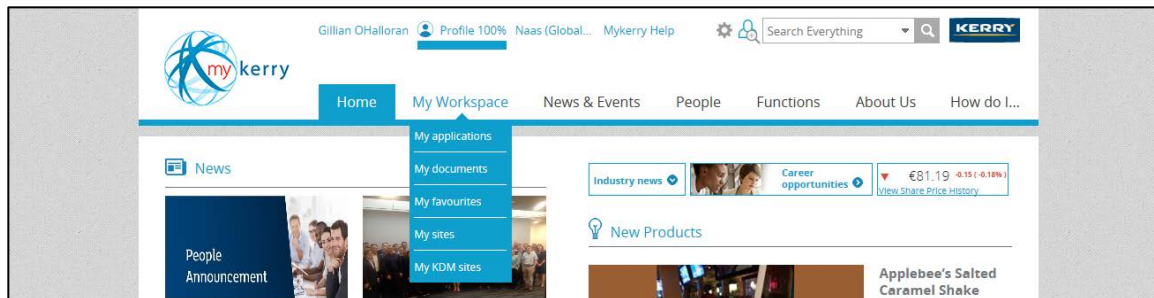 Gillian OHalloran Profile 100% Naas (Global... Mykerry Help Search Everything KERRY
my kerry
Home My Workspace News & Events People Functions About Us How do I...
My applications
My documents
My favourites
My sites
My KDM sites
News
People
Announcement
Industry news Career opportunities €81.19 -0.15 ( -0.18% )
View Share Price History
New Products
Applebee's Salted
Caramel Shake